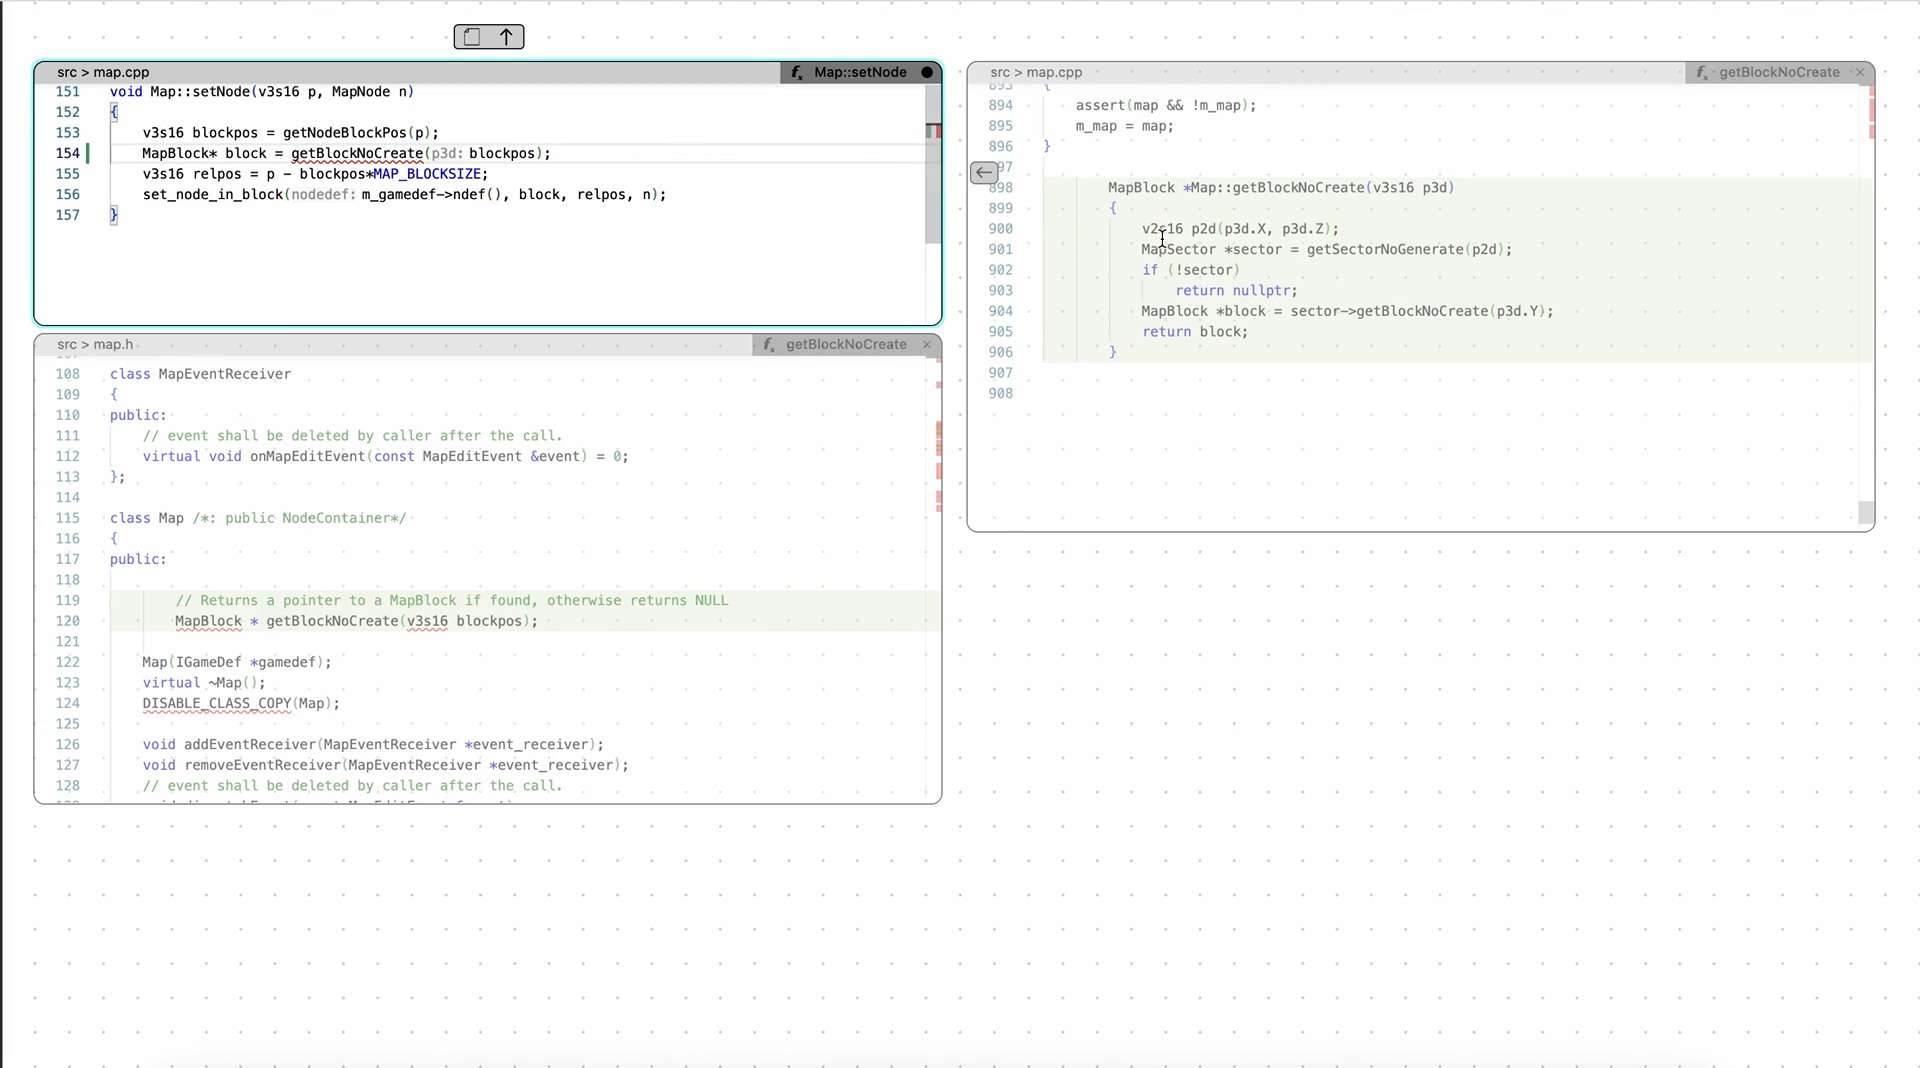 src > map.cpp
Map::setNode
151 void Map::setNode(v3s16 p, MapNode n)
152 {
153 v3s16 blockpos = getNodeBlockPos(p);
154 MapBlock* block = getBlockNoCreate(p3d: blockpos);
155 v3s16 relpos = p - blockpos*MAP_BLOCKSIZE;
156 set_node_in_block(nodedef: m_gamedef->ndef(), block, relpos, n);
157 }
src > map.h
getBlockNoCreate
108 class MapEventReceiver
109 {
110 public:
111 // event shall be deleted by caller after the call.
112 virtual void onMapEditEvent(const MapEditEvent &event) = 0;
113 };
114
115 class Map /*: public NodeContainer*/
116 {
117 public:
118
119 // Returns a pointer to a MapBlock if found, otherwise returns NULL
120 MapBlock * getBlockNoCreate(v3s16 blockpos);
121
122 Map(IGameDef *gamedef);
123 virtual ~Map();
124 DISABLE_CLASS_COPY(Map);
125
126 void addEventReceiver(MapEventReceiver *event_receiver);
127 void removeEventReceiver(MapEventReceiver *event_receiver);
128 // event shall be deleted by caller after the call.
src > map.cpp
getBlockNoCreate
893 {
894 assert(map && !m_map);
895 m_map = map;
896 }
97
898 MapBlock *Map::getBlockNoCreate(v3s16 p3d)
899 {
900 v2s16 p2d(p3d.X, p3d.Z);
901 MapSector *sector = getSectorNoGenerate(p2d);
902 if (!sector)
903 return nullptr;
904 MapBlock *block = sector->getBlockNoCreate(p3d.Y);
905 return block;
906 }
907
908